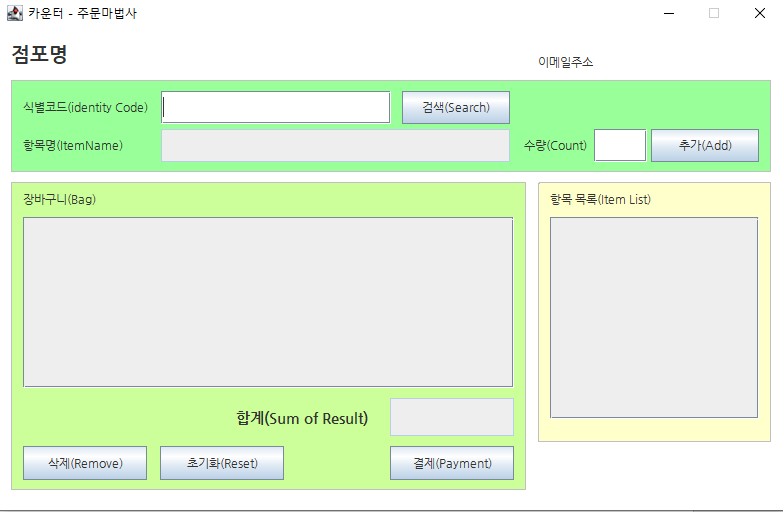 카운터 - 주문마법사
점포명
이메일주소
식별코드(identity Code)
검색(Search)
항목명(ItemName)
수량(Count)
추가(Add)
장바구니(Bag)
항목 목록(Item List)
합계(Sum of Result)
삭제(Remove)
초기화(Reset)
결제(Payment)